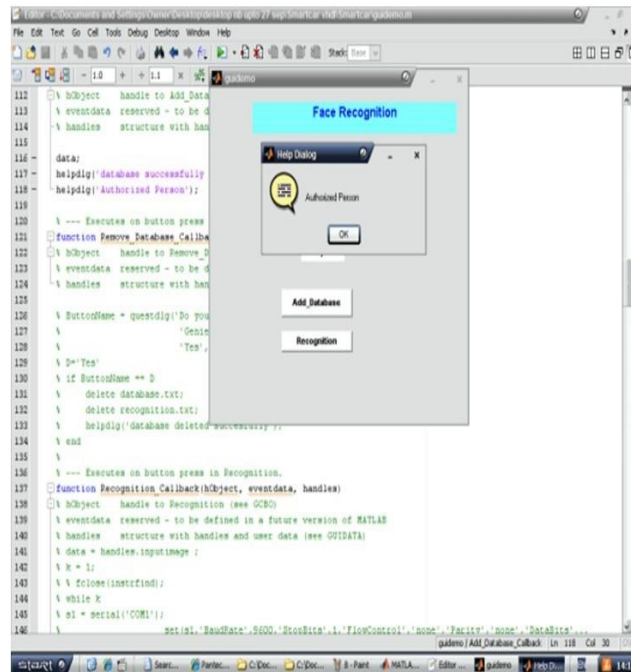 Editor - C:\Documents and Settings\Owner\Desktop\desktop nb upto 27 sep\Smartcar vhdl\Smartcar\guidemo.m
File Edit Text Go Cell Tools Debug Desktop Window Help
Stack: Base
- 1.0 + ÷ 1.1 ×
guidemo
Face Recognition
Help Dialog
Authorized Person
OK
Add_Database
Recognition
112 % hObject handle to Add_Data
113 % eventdata reserved - to be d
114 % handles structure with han
115
116 - data;
117 - helpdlg('database successfully
118 - helpdlg('Authorized Person');
119
120 % --- Executes on button press
121 function Remove_Database_Callba
122 % hObject handle to Remove_D
123 % eventdata reserved - to be d
124 % handles structure with han
125
126 % ButtonName = questdlg('Do you
127 % 'Genie
128 % 'Yes',
129 % D='Yes'
130 % if ButtonName == D
131 % delete database.txt;
132 % delete recognition.txt;
133 % helpdlg('database deleted successfully');
134 % end
135 %
136 % --- Executes on button press in Recognition.
137 function Recognition_Callback(hObject, eventdata, handles)
138 % hObject handle to Recognition (see GCBO)
139 % eventdata reserved - to be defined in a future version of MATLAB
140 % handles structure with handles and user data (see GUIDATA)
141 % data = handles.inputimage ;
142 % k = 1;
143 % % fclose(instrfind);
144 % while k
145 % s1 = serial('COM1');
146 % set(s1,'BaudRate',9600,'StopBits',1,'FlowControl','none','Parity','none','DataBits'...
guidemo / Add_Database_Callback Ln 118 Col 30
start Searc... Pantec... C:\Doc... C:\Doc... 8 - Paint MATLA... Editor ... guidemo Help D... 14:1